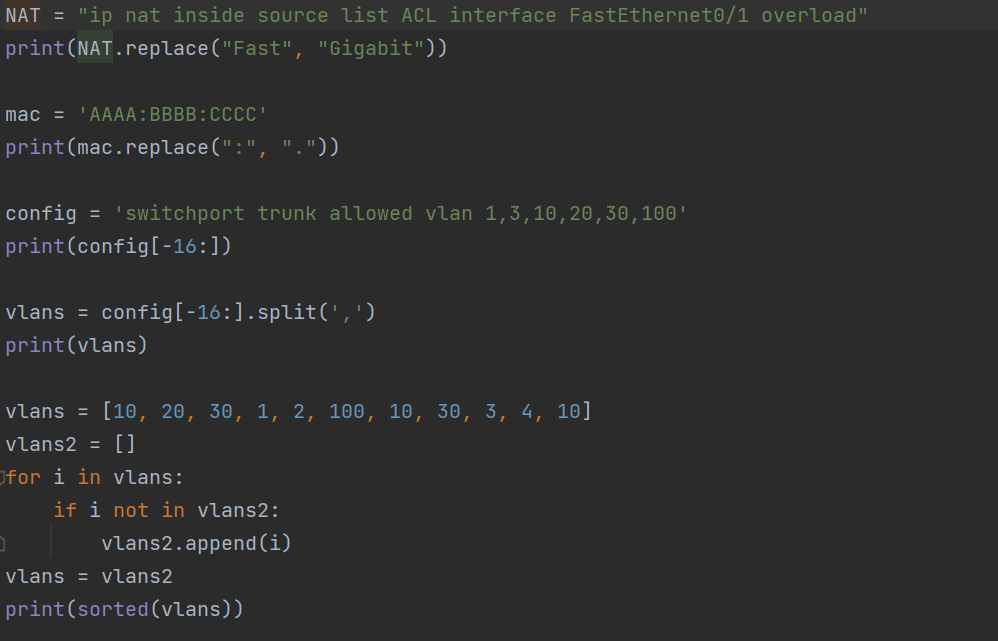 NAT = "ip nat inside source list ACL interface FastEthernet0/1 overload"
print(NAT.replace("Fast", "Gigabit"))

mac = 'AAAA:BBBB:CCCC'
print(mac.replace(":", "."))

config = 'switchport trunk allowed vlan 1,3,10,20,30,100'
print(config[-16:])

vlans = config[-16:].split(',')
print(vlans)

vlans = [10, 20, 30, 1, 2, 100, 10, 30, 3, 4, 10]
vlans2 = []
for i in vlans:
    if i not in vlans2:
        vlans2.append(i)
vlans = vlans2
print(sorted(vlans))